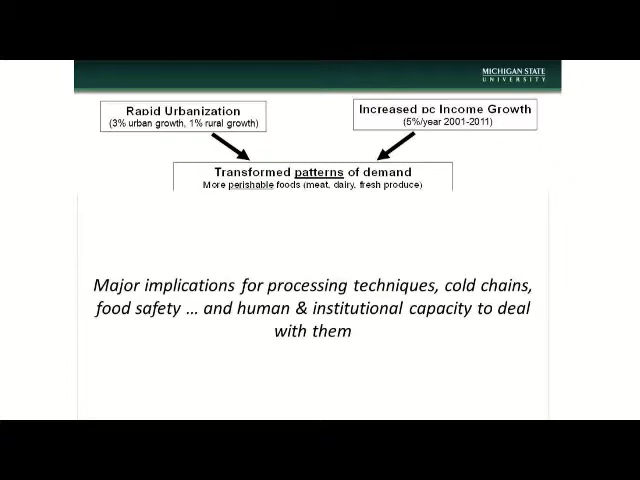 MICHIGAN STATE
UNIVERSITY
Rapid Urbanization
(3% urban growth, 1% rural growth)
Increased pc Income Growth
(5%/year 2001-2011)
Transformed patterns of demand
More perishable foods (meat, dairy, fresh produce)
Major implications for processing techniques, cold chains,
food safety … and human & institutional capacity to deal
with them